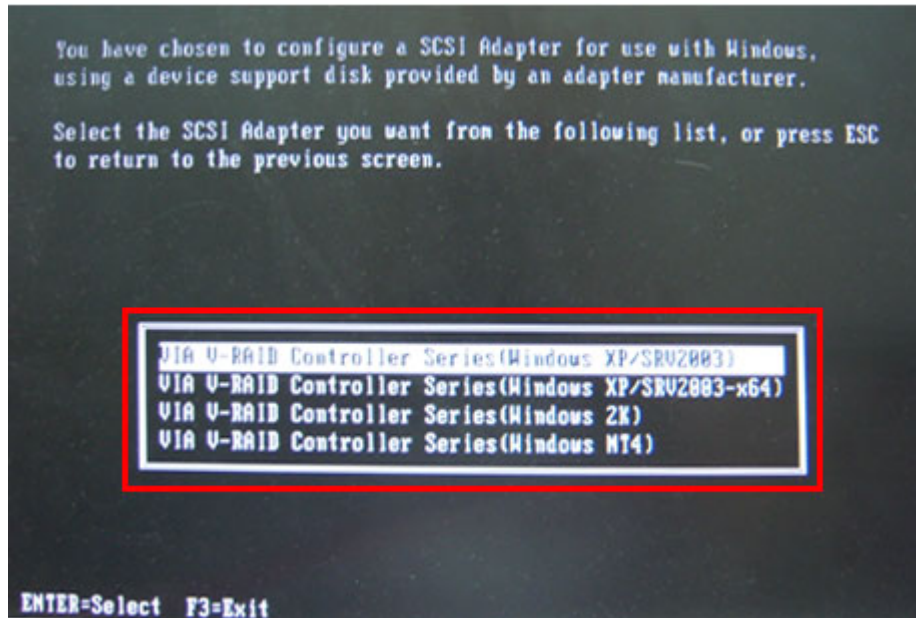 You have chosen to configure a SCSI Adapter for use with Windows,
using a device support disk provided by an adapter manufacturer.
Select the SCSI Adapter you want from the following list, or press ESC
to return to the previous screen.
VIA V-RAID Controller Series(Windows XP/SRV2003)
VIA V-RAID Controller Series(Windows XP/SRV2003-x64)
VIA V-RAID Controller Series(Windows 2K)
VIA V-RAID Controller Series(Windows NT4)
ENTER=Select F3=Exit